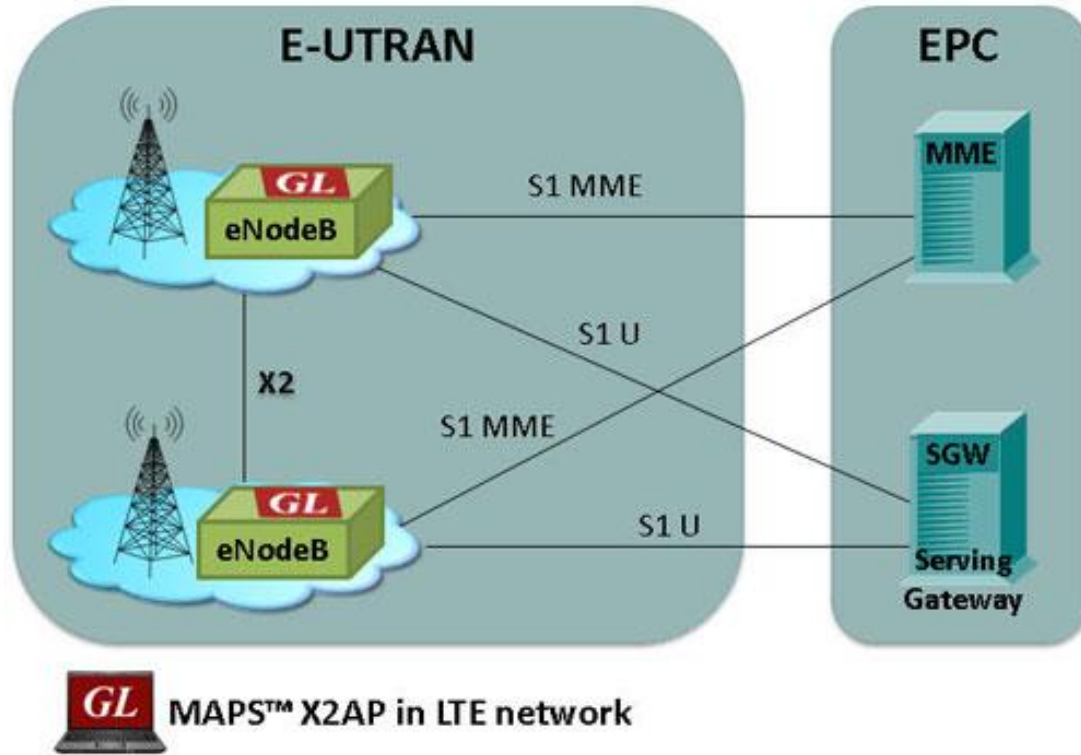 E-UTRAN
EPC
GL
eNodeB
S1 MME
MME
S1 U
X2
S1 MME
GL
eNodeB
S1 U
SGW
Serving
Gateway
GL
MAPS™ X2AP in LTE network